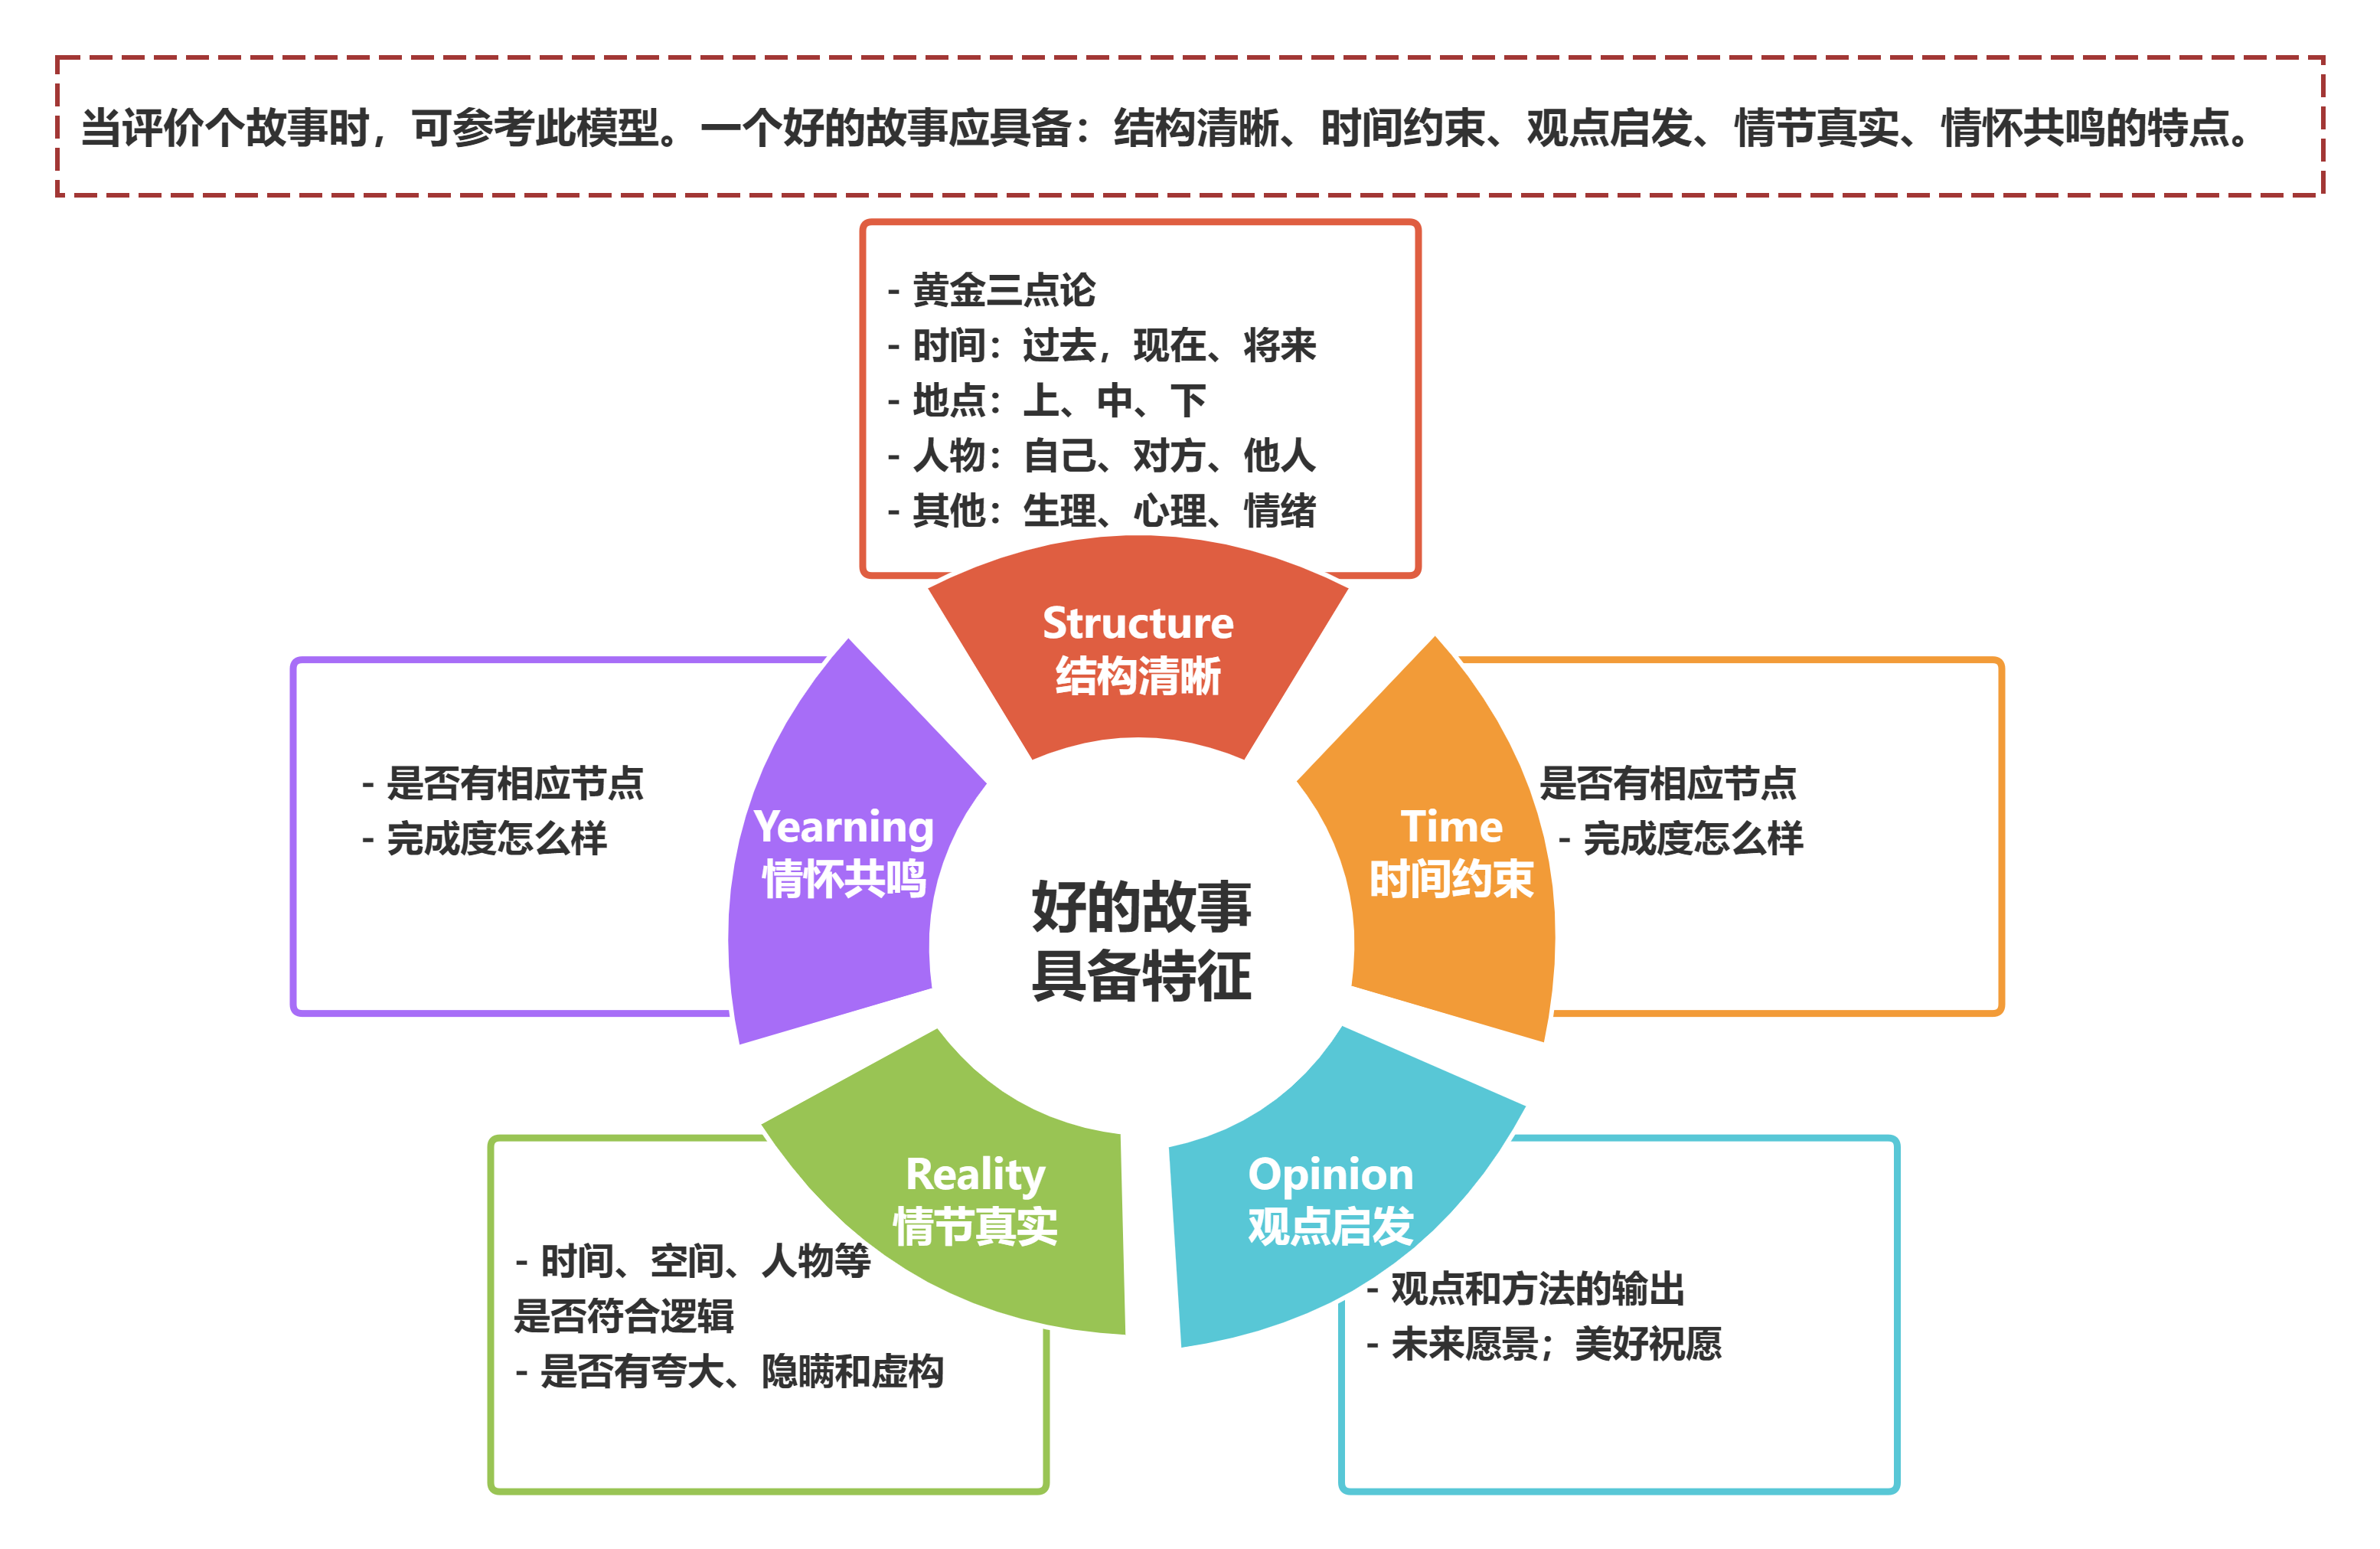 当评价个故事时，可参考此模型。一个好的故事应具备：结构清晰、时间约束、观点启发、情节真实、情怀共鸣的特点。
- 黄金三点论
- 时间：过去，现在、将来
- 地点：上、中、下
- 人物：自己、对方、他人
- 其他：生理、心理、情绪
Structure
结构清晰
- 是否有相应节点
- 完成度怎么样
Yearning
情怀共鸣
Time
时间约束
是否有相应节点
- 完成度怎么样
好的故事
具备特征
Reality
情节真实
- 时间、空间、人物等
是否符合逻辑
- 是否有夸大、隐瞒和虚构
Opinion
观点启发
- 观点和方法的输出
- 未来愿景；美好祝愿